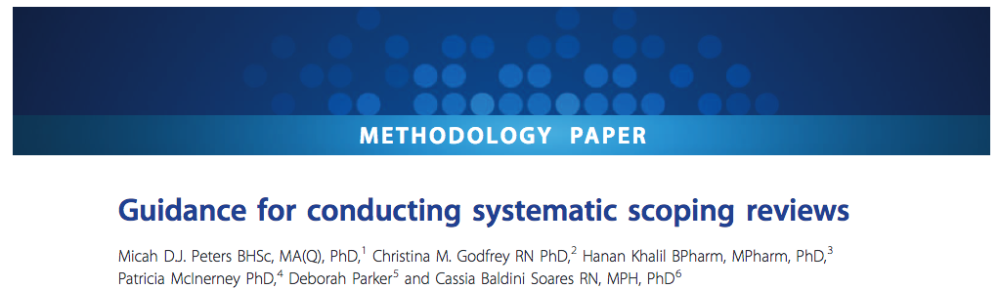 METHODOLOGY PAPER
Guidance for conducting systematic scoping reviews
Micah D.J. Peters BHSc, MA(Q), PhD,1 Christina M. Godfrey RN PhD,2 Hanan Khalil BPharm, MPharm, PhD,3
Patricia McInerney PhD,4 Deborah Parker5 and Cassia Baldini Soares RN, MPH, PhD6